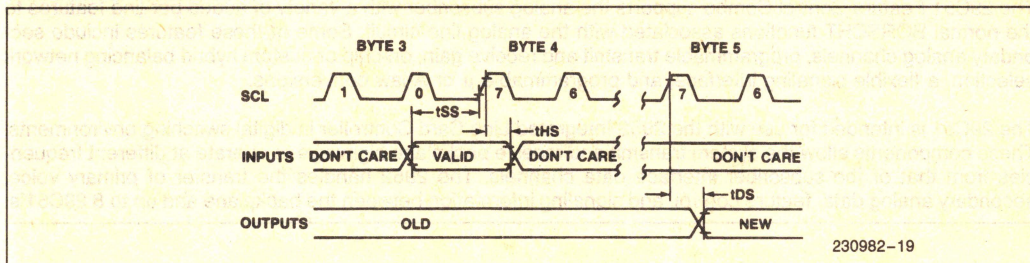 BYTE 3 BYTE 4 BYTE 5
SCL 1 0 7 6 7 6
tSS
tHS
INPUTS DON'T CARE VALID DON'T CARE DON'T CARE
tDS
OUTPUTS OLD NEW
230982–19